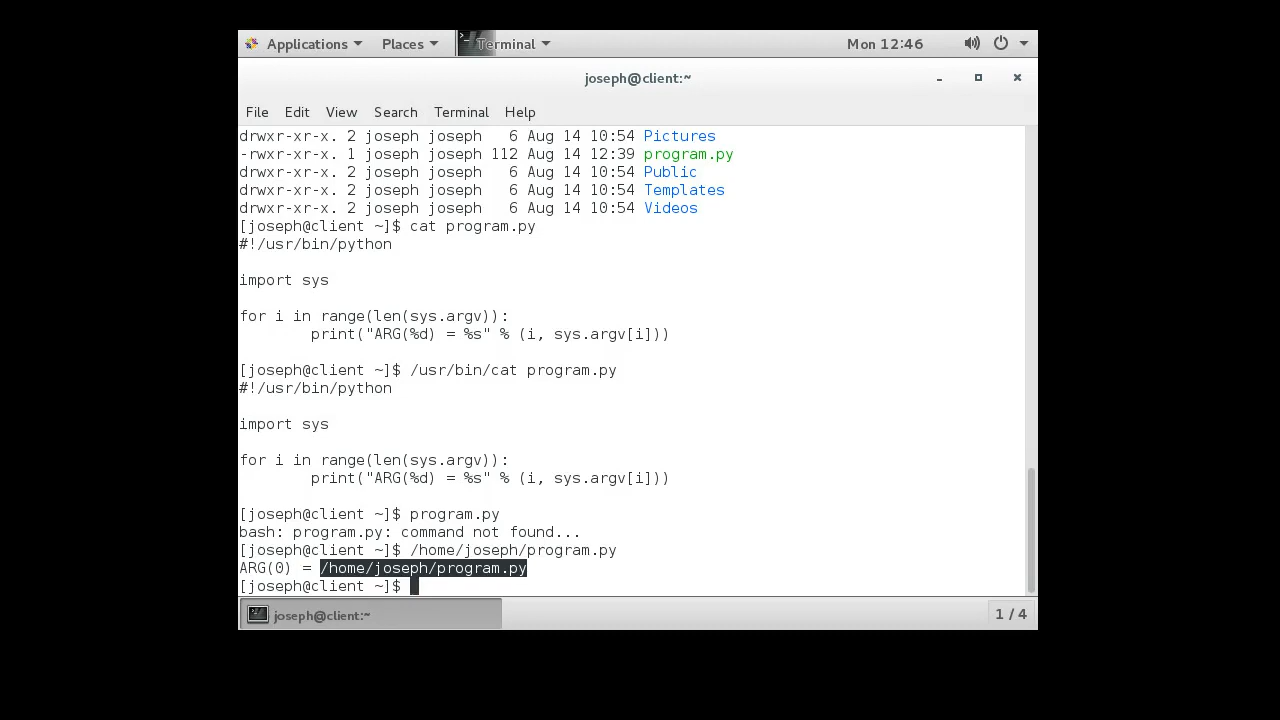 Applications Places Terminal Mon 12:46
joseph@client:~
File Edit View Search Terminal Help
drwxr-xr-x. 2 joseph joseph   6 Aug 14 10:54 Pictures
-rwxr-xr-x. 1 joseph joseph 112 Aug 14 12:39 program.py
drwxr-xr-x. 2 joseph joseph   6 Aug 14 10:54 Public
drwxr-xr-x. 2 joseph joseph   6 Aug 14 10:54 Templates
drwxr-xr-x. 2 joseph joseph   6 Aug 14 10:54 Videos
[joseph@client ~]$ cat program.py
#!/usr/bin/python
import sys
for i in range(len(sys.argv)):
        print("ARG(%d) = %s" % (i, sys.argv[i]))
[joseph@client ~]$ /usr/bin/cat program.py
#!/usr/bin/python
import sys
for i in range(len(sys.argv)):
        print("ARG(%d) = %s" % (i, sys.argv[i]))
[joseph@client ~]$ program.py
bash: program.py: command not found...
[joseph@client ~]$ /home/joseph/program.py
ARG(0) = /home/joseph/program.py
[joseph@client ~]$
joseph@client:~ 1 / 4